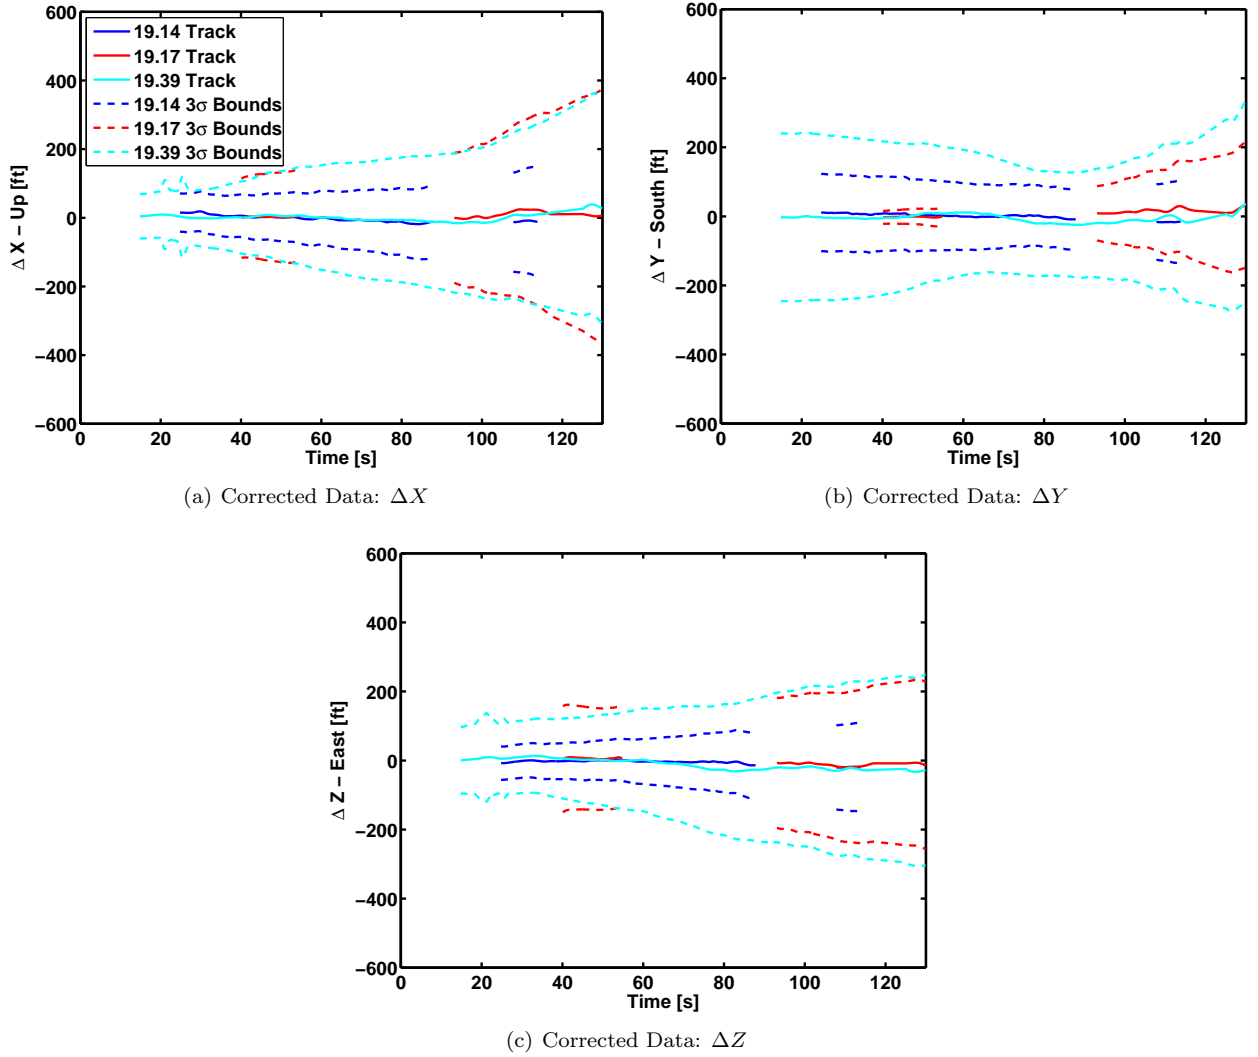 600
400
200
0
−200
−400
−600
Δ X − Up [ft]
19.14 Track
19.17 Track
19.39 Track
19.14 3σ Bounds
19.17 3σ Bounds
19.39 3σ Bounds
0 20 40 60 80 100 120
Time [s]
(a) Corrected Data: ΔX
600
400
200
0
−200
−400
−600
Δ Y − South [ft]
0 20 40 60 80 100 120
Time [s]
(b) Corrected Data: ΔY
600
400
200
0
−200
−400
−600
Δ Z − East [ft]
0 20 40 60 80 100 120
Time [s]
(c) Corrected Data: ΔZ